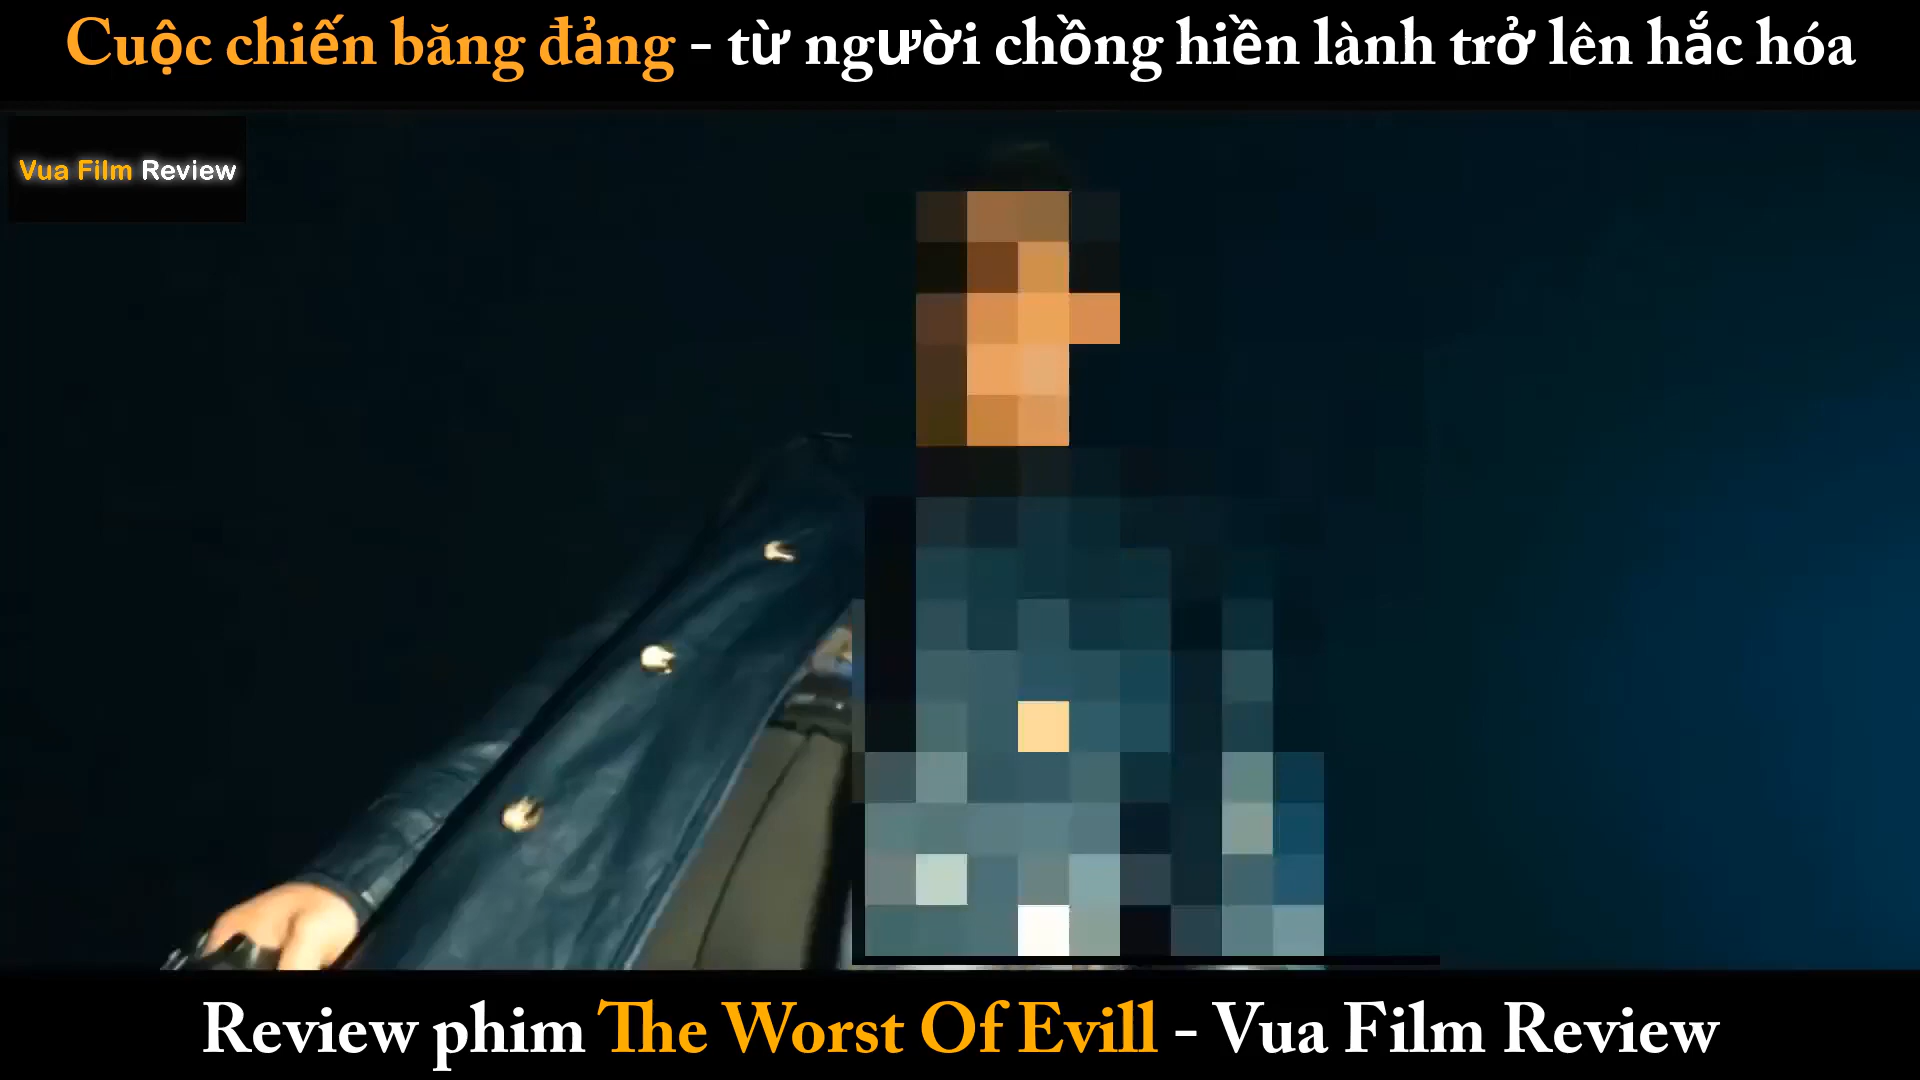 Cuộc chiến băng đảng - từ người chồng hiền lành trở lên hắc hóa
Vua Film Review
Review phim The Worst Of Evill - Vua Film Review